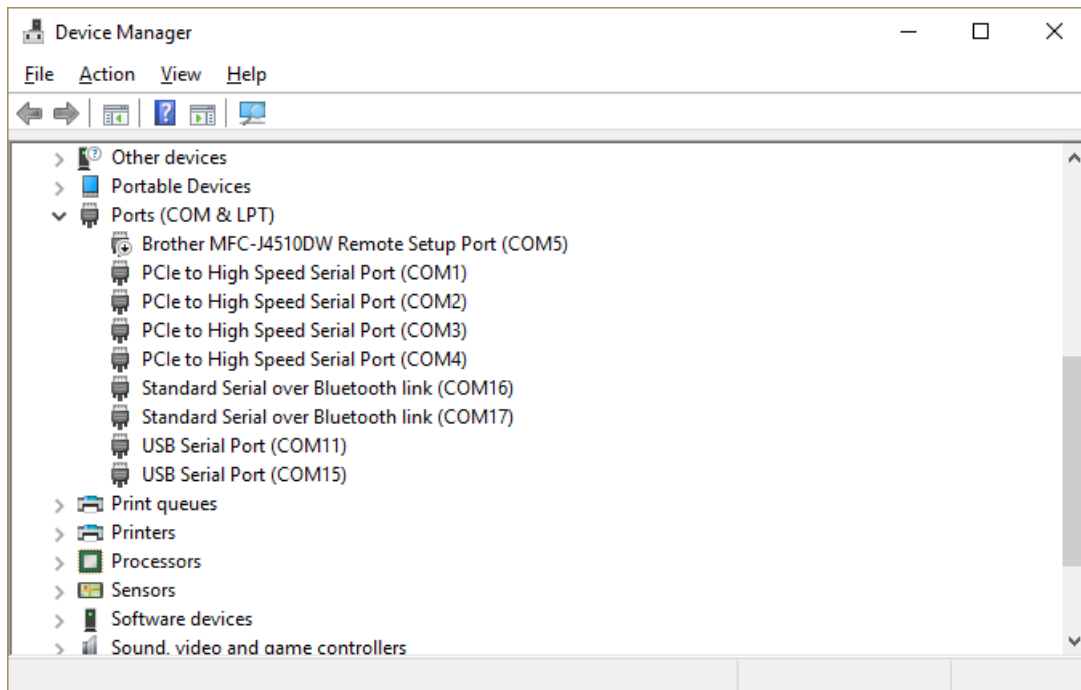 Device Manager
File Action View Help
Other devices
Portable Devices
Ports (COM & LPT)
Brother MFC-J4510DW Remote Setup Port (COM5)
PCIe to High Speed Serial Port (COM1)
PCIe to High Speed Serial Port (COM2)
PCIe to High Speed Serial Port (COM3)
PCIe to High Speed Serial Port (COM4)
Standard Serial over Bluetooth link (COM16)
Standard Serial over Bluetooth link (COM17)
USB Serial Port (COM11)
USB Serial Port (COM15)
Print queues
Printers
Processors
Sensors
Software devices
Sound, video and game controllers